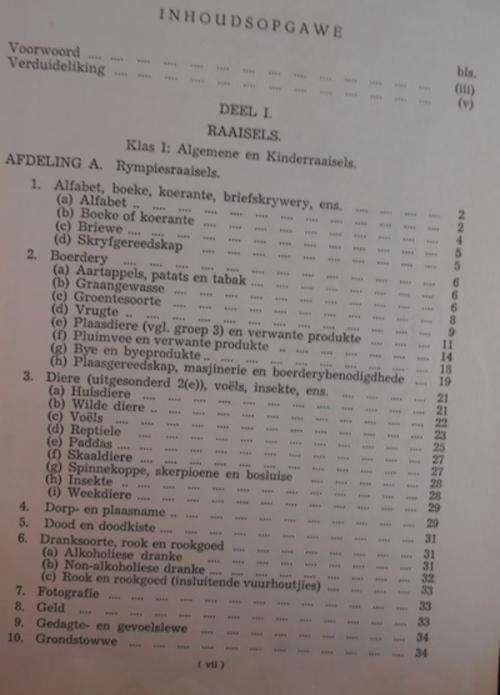 INHOUDSOPGAWE
bls.
Voorwoord .... .... .... .... .... .... .... .... .... .... (iii)
Verduideliking .... .... .... .... .... .... .... .... .... (v)
DEEL I.
RAAISELS.
Klas I: Algemene en Kinderraaisels.
AFDELING A. Rympiesraaisels.
1. Alfabet, boeke, koerante, briefskrywery, ens. .... .... .... .... 2
(a) Alfabet .. .... .... .... .... .... .... .... .... 2
(b) Boeke of koerante .... .... .... .... .... .... .... 4
(c) Briewe .... .... .... .... .... .... .... .... .... 5
(d) Skryfgereedskap .... .... .... .... .... .... .... 5
2. Boerdery .... .... .... .... .... .... .... .... .... 6
(a) Aartappels, patats en tabak .... .... .... .... .... 6
(b) Graangewasse .... .... .... .... .... .... .... 6
(c) Groentesoorte .... .... .... .... .... .... .... 8
(d) Vrugte .. .... .... .... .... .... .... .... .... 9
(e) Plaasdiere (vgl. groep 3) en verwante produkte .... .... 11
(f) Pluimvee en verwante produkte .. .... .... .... .... 14
(g) Bye en byeprodukte .. .... .... .... .... .... .... 18
(h) Plaasgereedskap, masjinerie en boerderybenodigdhede .... 19
3. Diere (uitgesonderd 2(e)), voëls, insekte, ens. .... .... .... 21
(a) Huisdiere .... .... .... .... .... .... .... .... 21
(b) Wilde diere .. .... .... .... .... .... .... .... 22
(c) Voëls .... .... .... .... .... .... .... .... .... 23
(d) Reptiele .... .... .... .... .... .... .... .... 25
(e) Paddas .... .... .... .... .... .... .... .... .... 27
(f) Skaaldiere .... .... .... .... .... .... .... .... 27
(g) Spinnekoppe, skerpioene en bosluise .... .... .... .... 28
(h) Insekte .. .... .... .... .... .... .... .... .... 28
(i) Weekdiere .... .... .... .... .... .... .... .... 29
4. Dorp- en plaasname .. .... .... .... .... .... .... .... 29
5. Dood en doodkiste .... .... .... .... .... .... .... .... 31
6. Dranksoorte, rook en rookgoed .... .... .... .... .... 31
(a) Alkoholiese dranke .... .... .... .... .... .... 31
(b) Non-alkoholiese dranke .... .... .... .... .... .... 32
(c) Rook en rookgoed (insluitende vuurhoutjies) .... .... .... 33
7. Fotografie .... .... .... .... .... .... .... .... .... 33
8. Geld .... .... .... .... .... .... .... .... .... .... 33
9. Gedagte- en gevoelslewe .... .... .... .... .... .... .... 34
10. Grondstowwe .... .... .... .... .... .... .... .... .... 34
( vii )